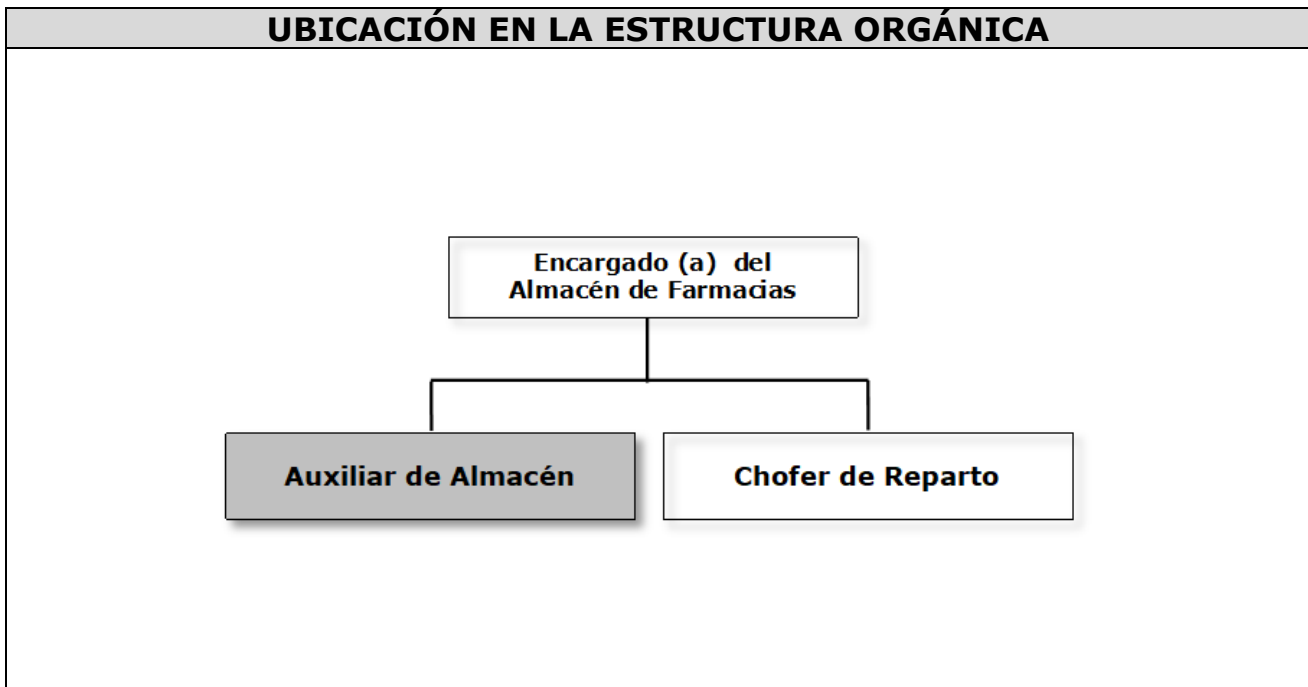 UBICACIÓN EN LA ESTRUCTURA ORGÁNICA
Encargado (a) del
Almacén de Farmacias
Auxiliar de Almacén
Chofer de Reparto